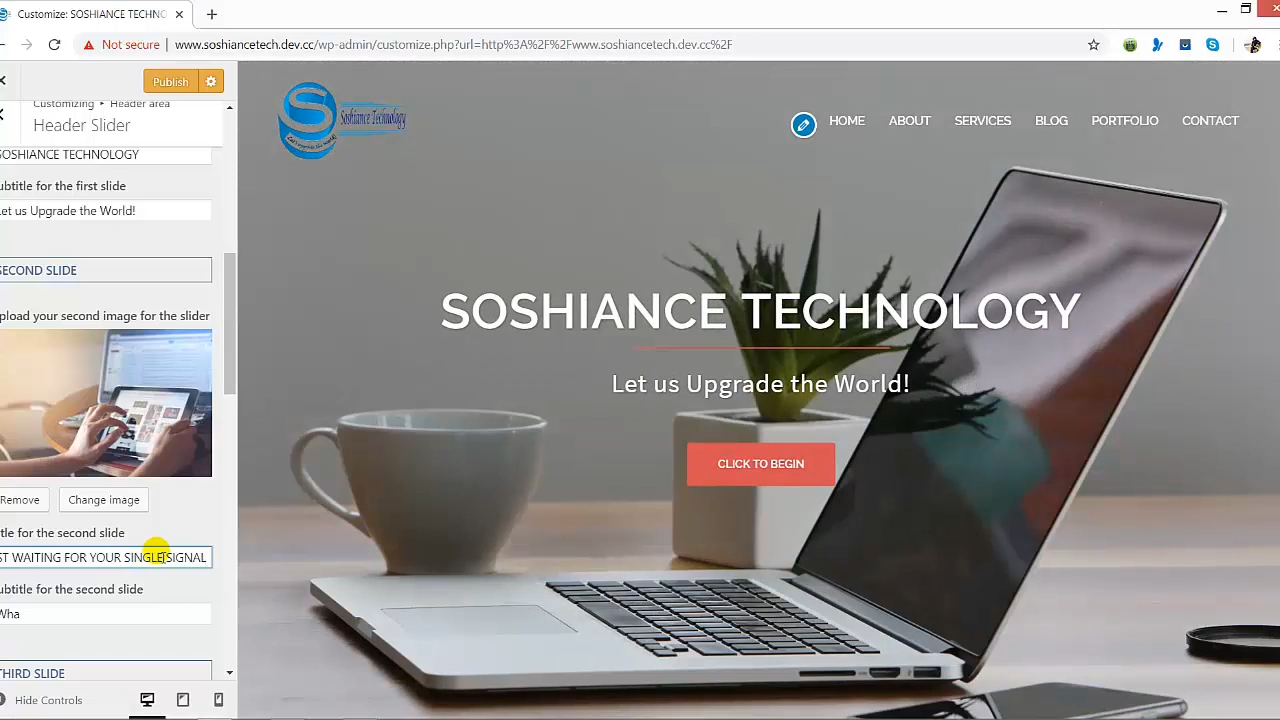 Customize: SOSHIANCE TECHNO
Not secure
www.soshiancetech.dev.cc/wp-admin/customize.php?url=http%3A%2F%2Fwww.soshiancetech.dev.cc%2F
Publish
Customizing ▸ Header area
Header Slider
SOSHIANCE TECHNOLOGY
ubtitle for the first slide
Let us Upgrade the World!
SECOND SLIDE
pload your second image for the slider
Remove
Change image
itle for the second slide
ST WAITING FOR YOUR SINGLE SIGNAL
ubtitle for the second slide
Wha
THIRD SLIDE
Hide Controls
Soshiance Technology
HOME
ABOUT
SERVICES
BLOG
PORTFOLIO
CONTACT
SOSHIANCE TECHNOLOGY
Let us Upgrade the World!
CLICK TO BEGIN